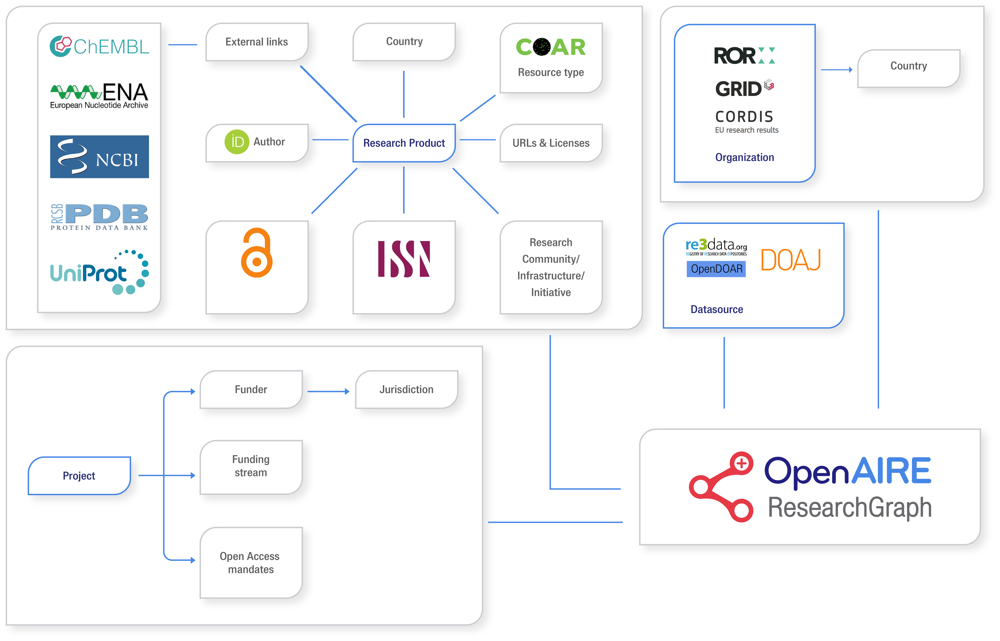 ChEMBL
ENA
European Nucleotide Archive
NCBI
RCSB
PDB
PROTEIN DATA BANK
UniProt
External links
Country
COAR
Resource type
iD Author
Research Product
URLs & Licenses
ISSN
Research
Community/
Infrastructure/
Initiative
ROR
GRID
CORDIS
EU research results
Organization
Country
re3data.org
REGISTRY OF RESEARCH DATA REPOSITORIES
OpenDOAR
DOAJ
Datasource
Project
Funder
Jurisdiction
Funding
stream
Open Access
mandates
OpenAIRE
ResearchGraph